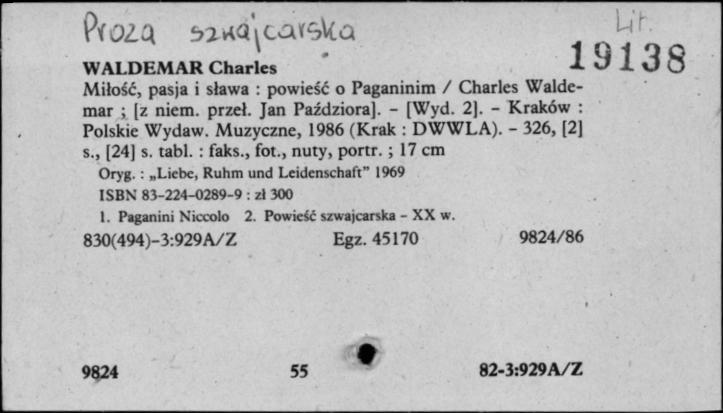 Proza szwajcarska
Lit.
19138
WALDEMAR Charles
Miłość, pasja i sława : powieść o Paganinim / Charles Walde-
mar ; [z niem. przeł. Jan Paździora]. – [Wyd. 2]. – Kraków :
Polskie Wydaw. Muzyczne, 1986 (Krak : DWWLA). – 326, [2]
s., [24] s. tabl. : faks., fot., nuty, portr. ; 17 cm
Oryg. : „Liebe, Ruhm und Leidenschaft” 1969
ISBN 83-224-0289-9 : zł 300
1. Paganini Niccolo 2. Powieść szwajcarska – XX w.
830(494)-3:929A/Z Egz. 45170 9824/86
9824 55 82-3:929A/Z